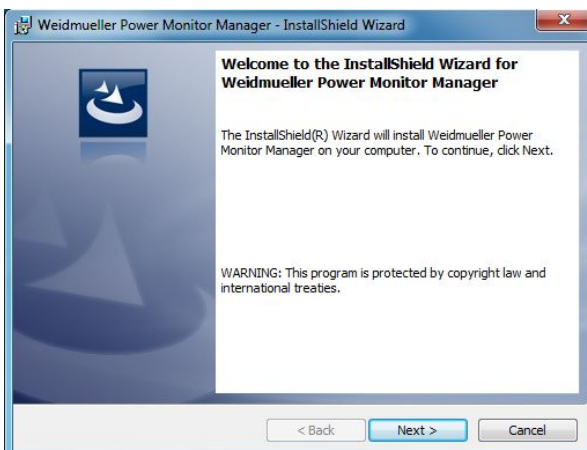 Weidmueller Power Monitor Manager - InstallShield Wizard
Welcome to the InstallShield Wizard for
Weidmueller Power Monitor Manager
The InstallShield(R) Wizard will install Weidmueller Power
Monitor Manager on your computer. To continue, click Next.
WARNING: This program is protected by copyright law and
international treaties.
< Back Next > Cancel